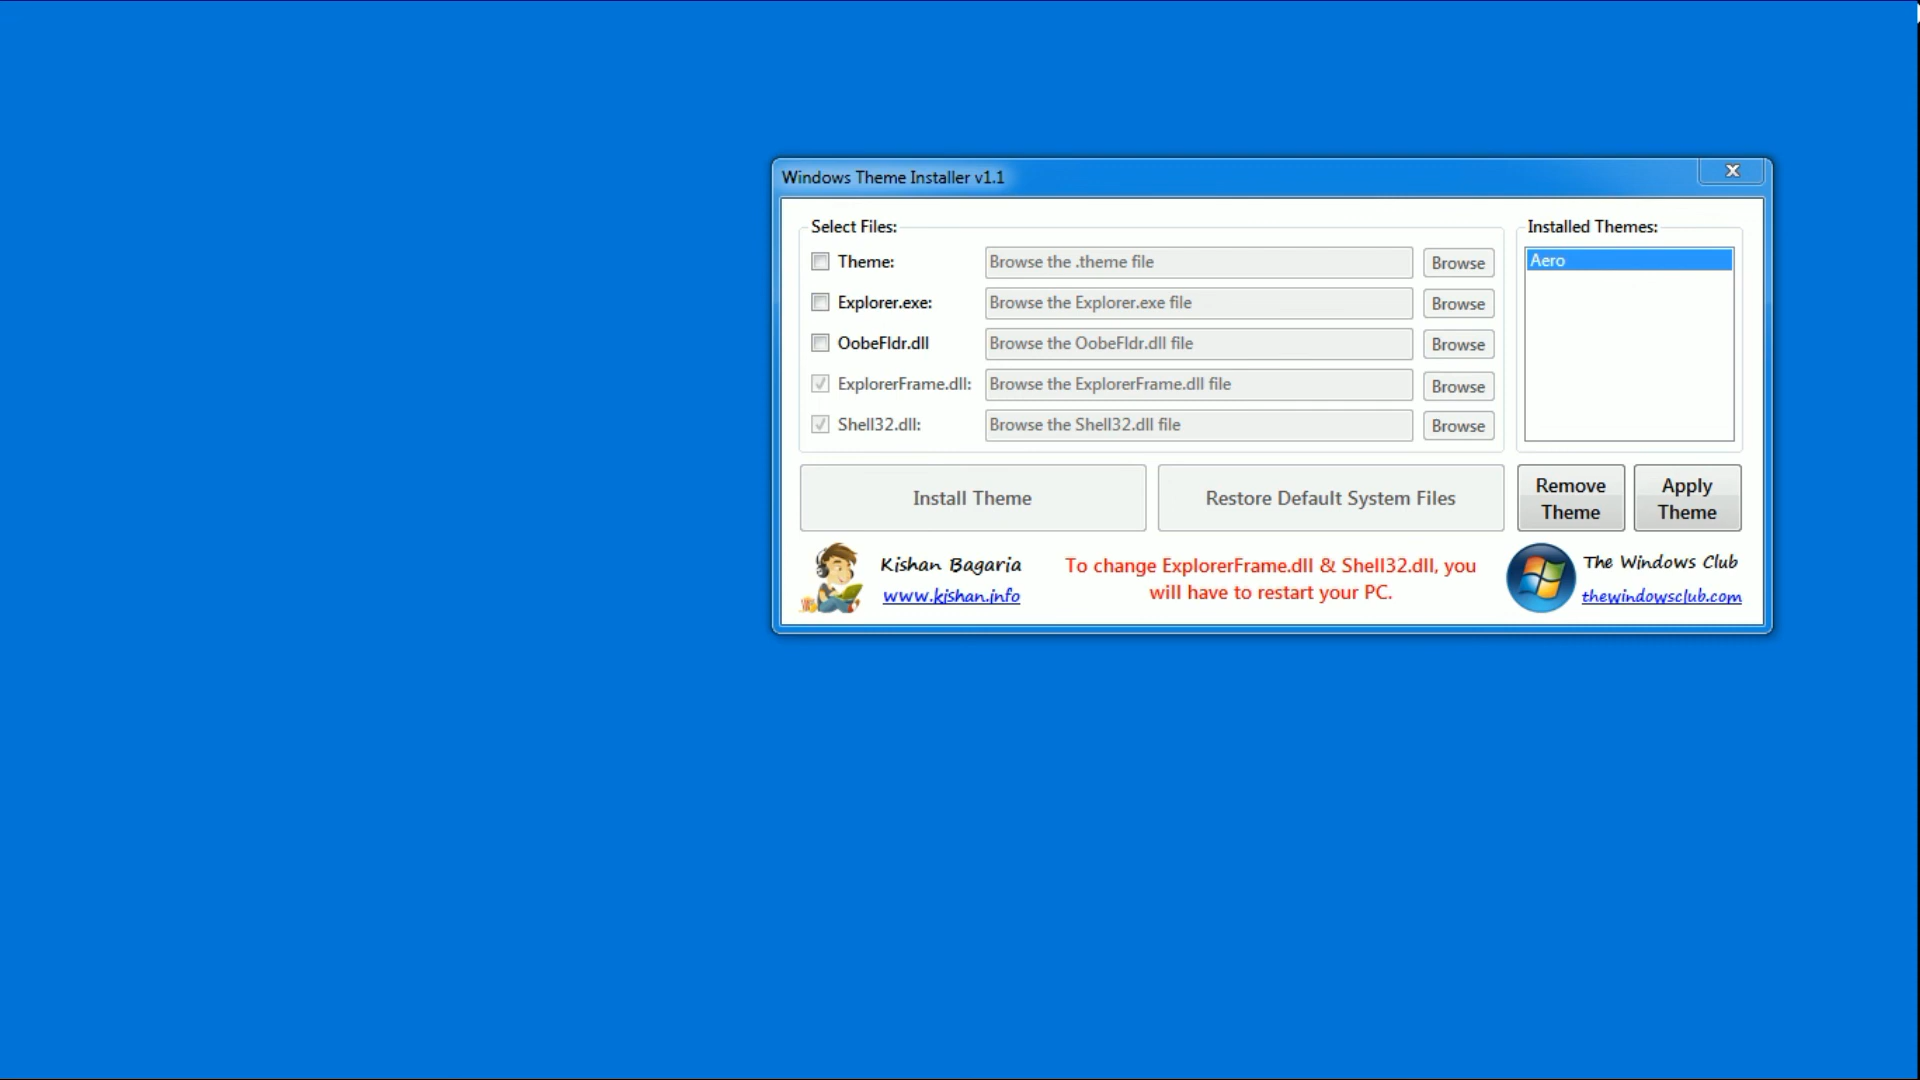 Windows Theme Installer v1.1
X
Select Files:
Theme:
Browse the .theme file
Browse
Explorer.exe:
Browse the Explorer.exe file
Browse
OobeFldr.dll
Browse the OobeFldr.dll file
Browse
ExplorerFrame.dll:
Browse the ExplorerFrame.dll file
Browse
Shell32.dll:
Browse the Shell32.dll file
Browse
Installed Themes:
Aero
Install Theme
Restore Default System Files
Remove
Theme
Apply
Theme
Kishan Bagaria
www.kishan.info
To change ExplorerFrame.dll & Shell32.dll, you
will have to restart your PC.
The Windows Club
thewindowsclub.com